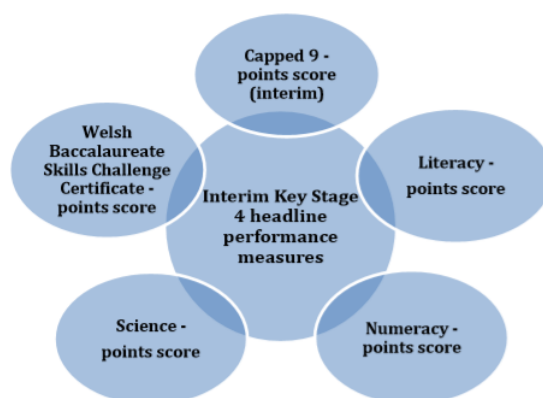 Capped 9 -
points score
(interim)
Welsh
Baccalaureate
Skills Challenge
Certificate -
points score
Literacy -
points score
Interim Key Stage
4 headline
performance
measures
Science -
points score
Numeracy -
points score